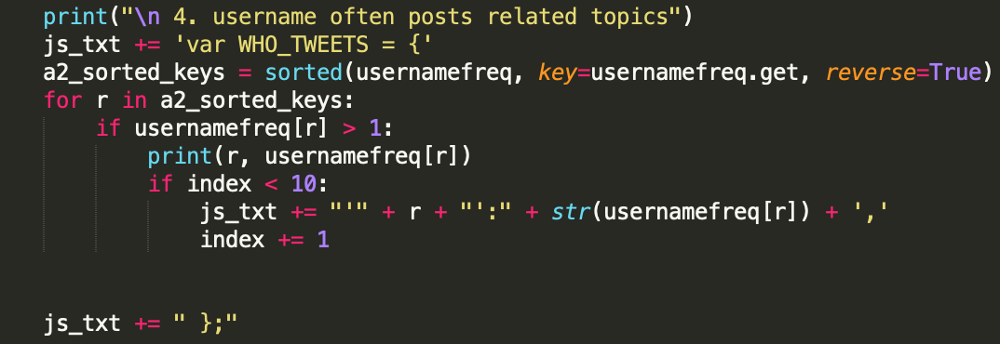 print("\n 4. username often posts related topics")
js_txt += 'var WHO_TWEETS = {'
a2_sorted_keys = sorted(usernamefreq, key=usernamefreq.get, reverse=True)
for r in a2_sorted_keys:
    if usernamefreq[r] > 1:
        print(r, usernamefreq[r])
        if index < 10:
            js_txt += "'" + r + "':" + str(usernamefreq[r]) + ','
            index += 1
js_txt += " };"